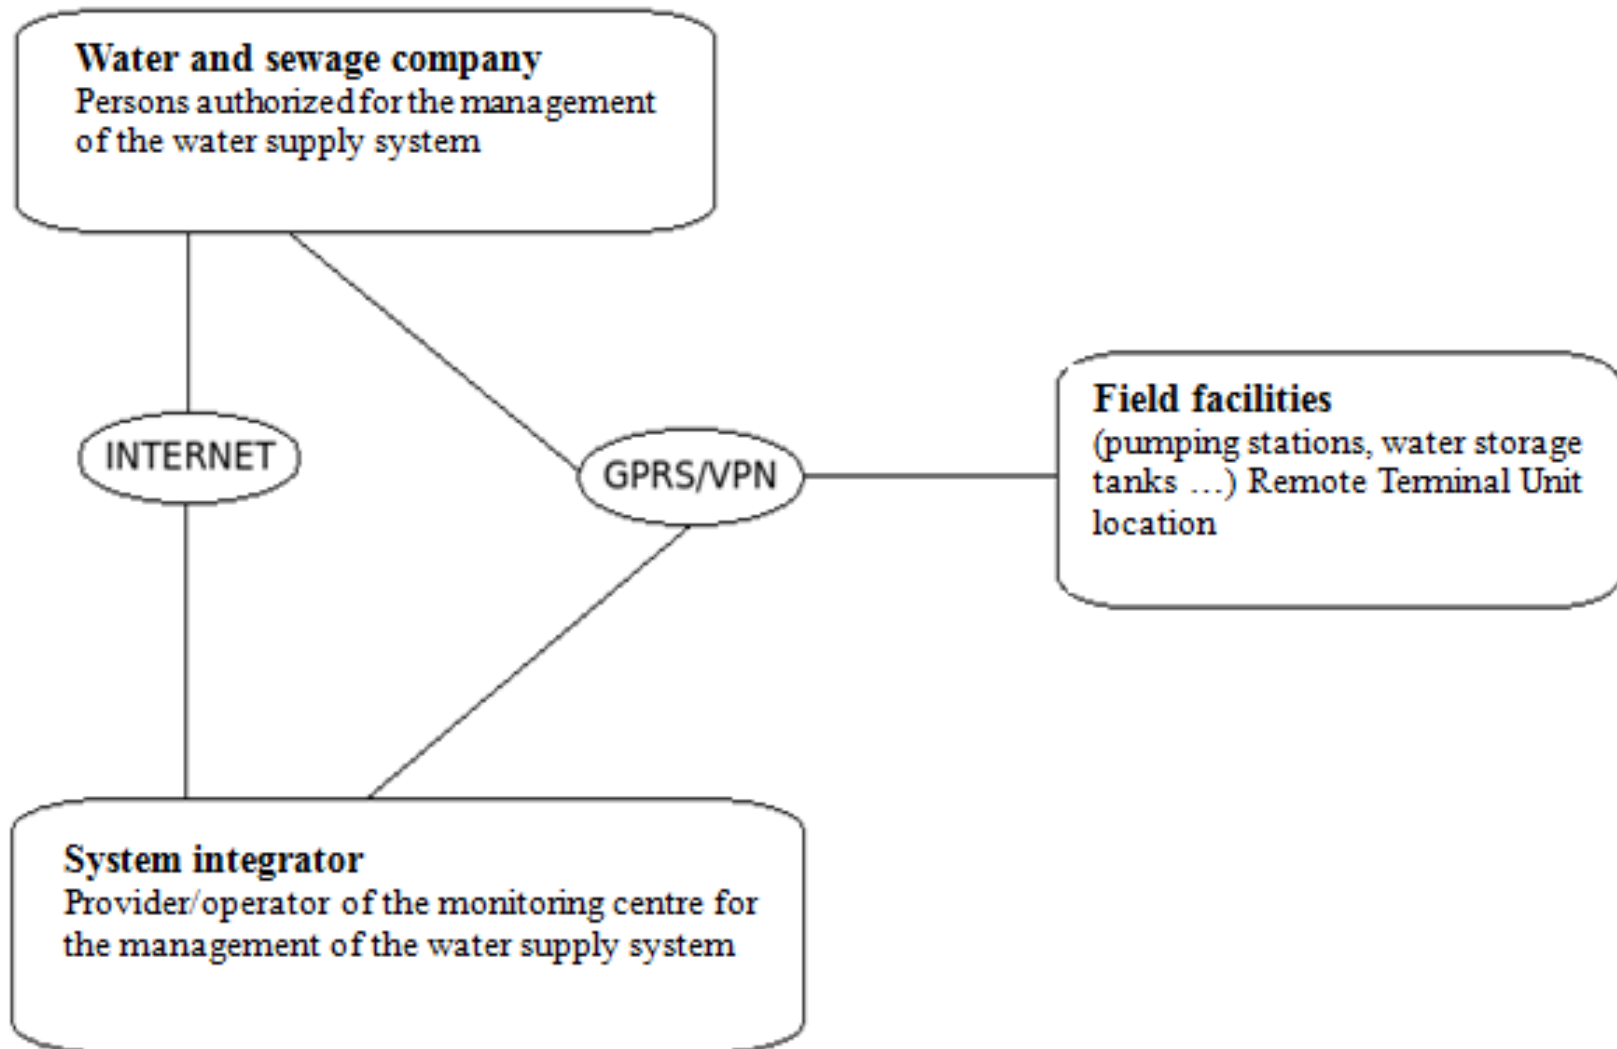 Water and sewage company
Persons authorized for the management
of the water supply system
INTERNET
GPRS/VPN
Field facilities
(pumping stations, water storage
tanks ...) Remote Terminal Unit
location
System integrator
Provider/operator of the monitoring centre for
the management of the water supply system